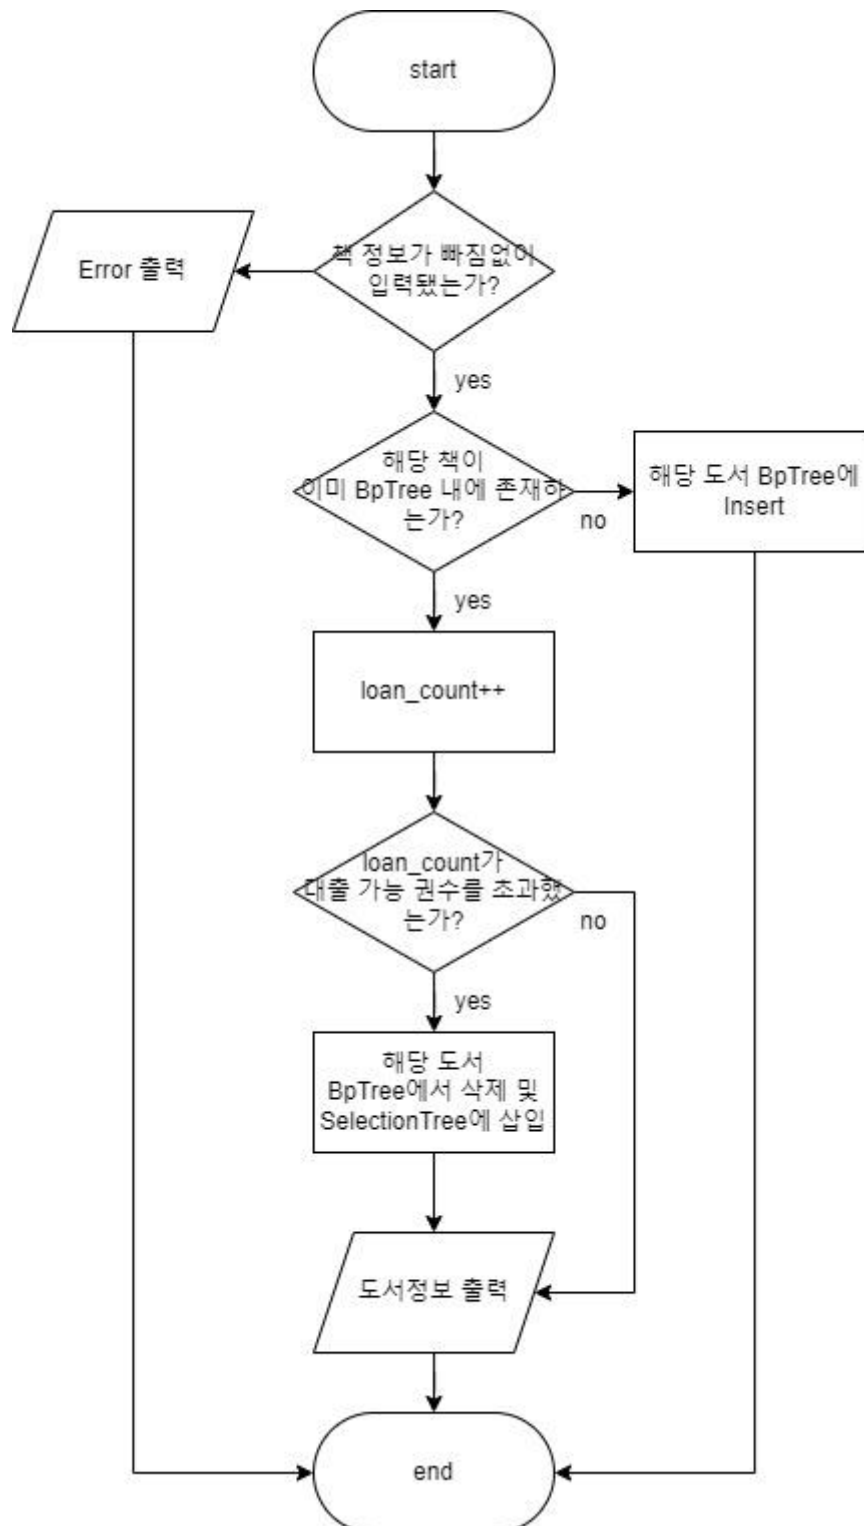 start
책 정보가 빠짐없이
입력됐는가?
Error 출력
yes
해당 책이
이미 BpTree 내에 존재하
는가?
no
해당 도서 BpTree에
Insert
yes
loan_count++
loan_count가
대출 가능 권수를 초과했
는가?
no
yes
해당 도서
BpTree에서 삭제 및
SelectionTree에 삽입
도서정보 출력
end